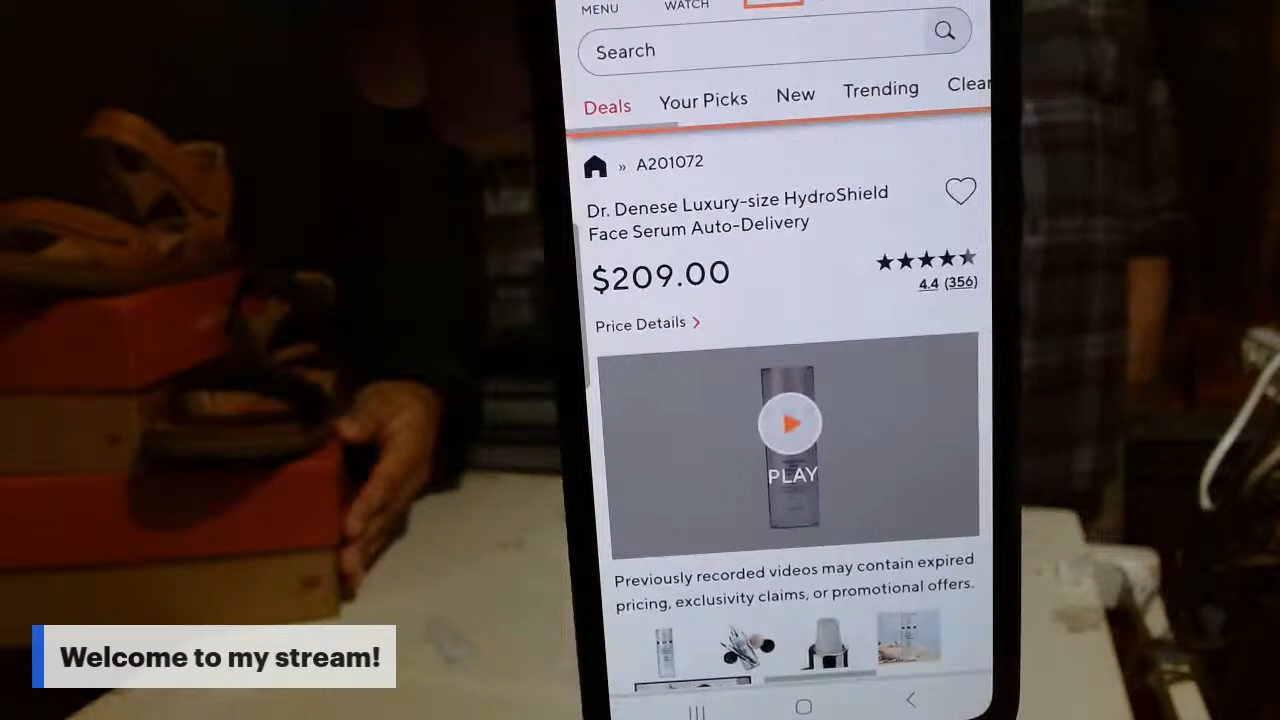 MENU
WATCH
Search
Deals Your Picks New Trending Clear
» A201072
Dr. Denese Luxury-size HydroShield
Face Serum Auto-Delivery
$209.00
4.4 (356)
Price Details >
PLAY
Previously recorded videos may contain expired
pricing, exclusivity claims, or promotional offers.
Welcome to my stream!